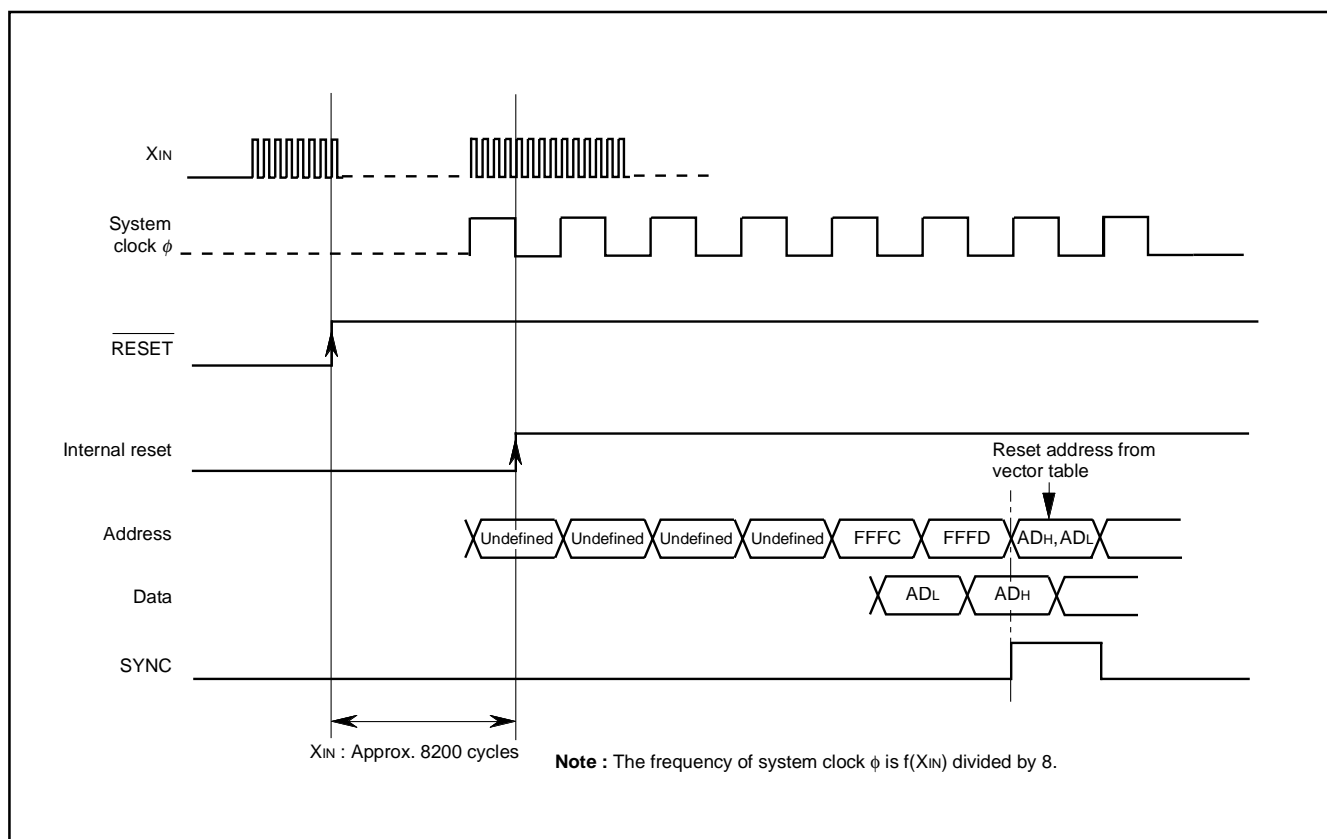 XIN
System
clock ϕ
RESET
Internal reset
Reset address from
vector table
Address
Undefined
Undefined
Undefined
Undefined
FFFC
FFFD
ADH, ADL
Data
ADL
ADH
SYNC
XIN : Approx. 8200 cycles
Note : The frequency of system clock ϕ is f(XIN) divided by 8.